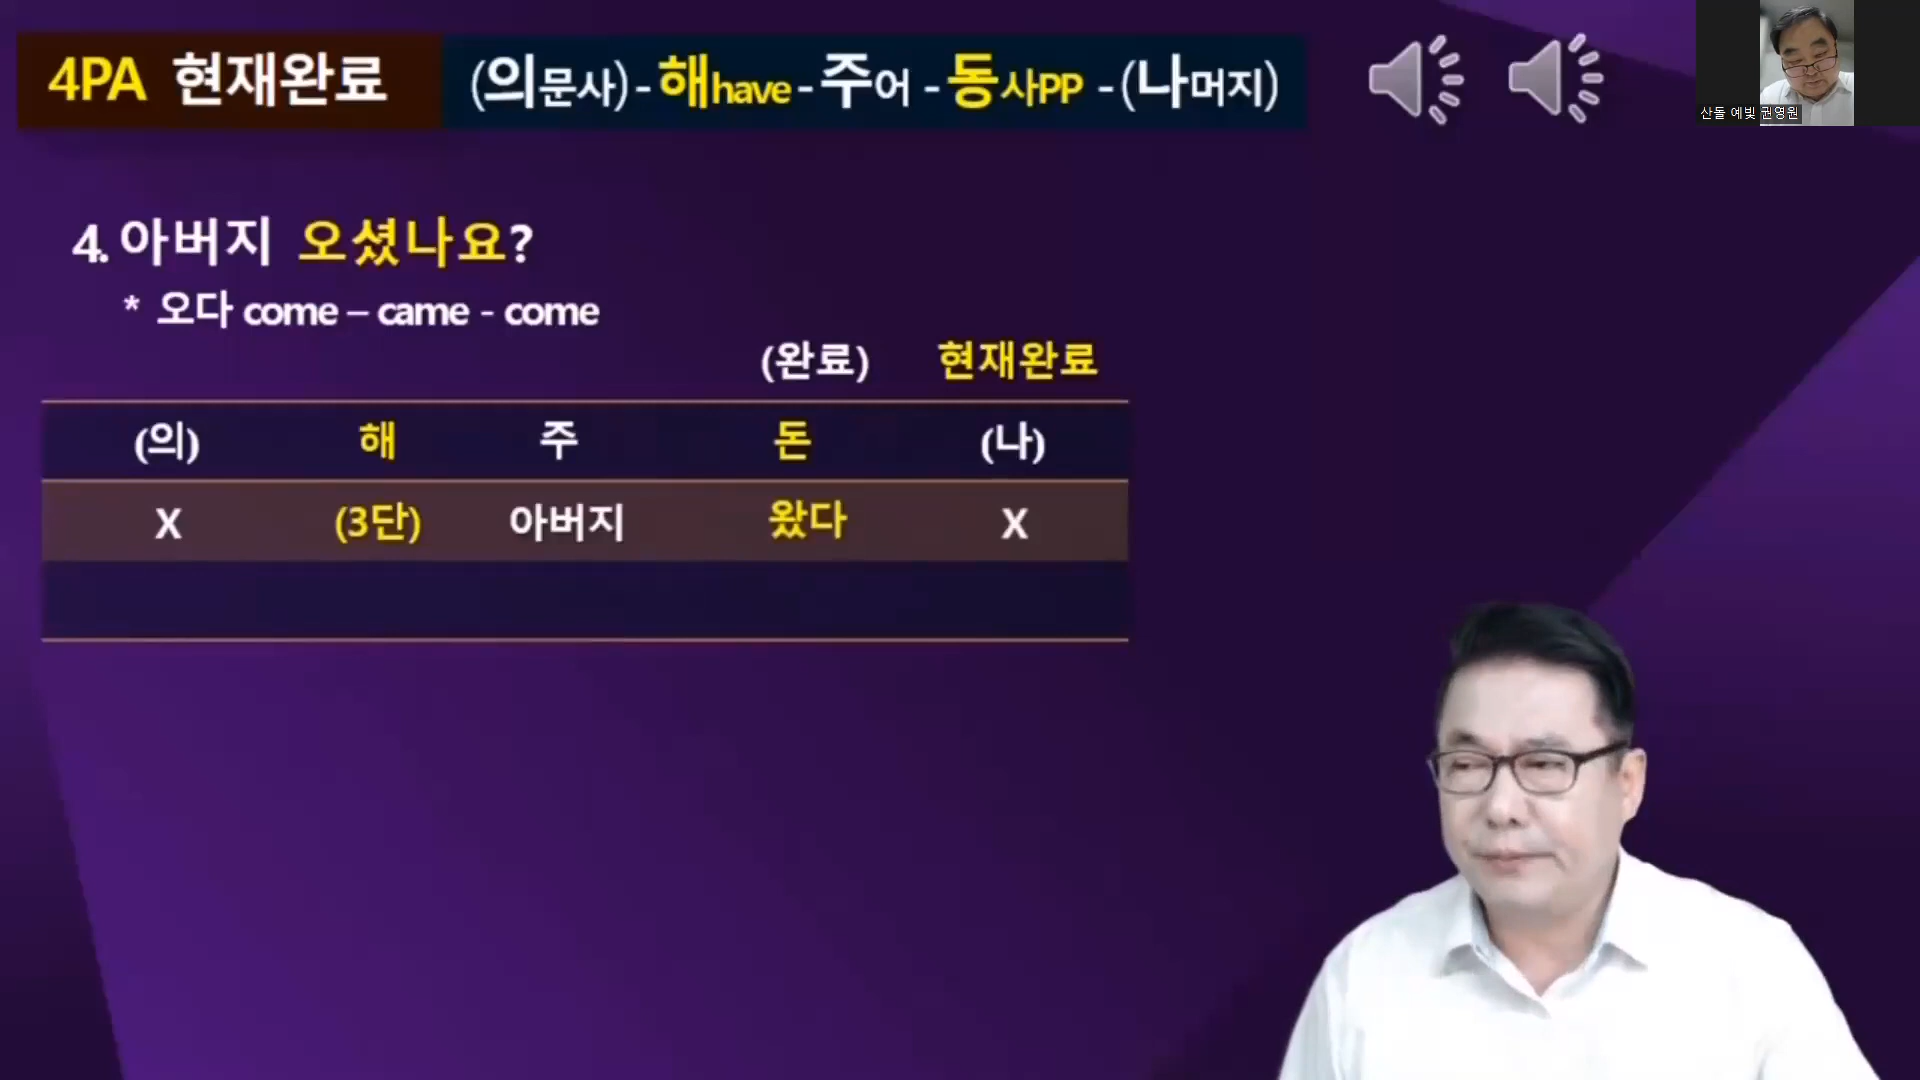 4PA 현재완료 (의문사) - 해have - 주어 - 동사PP - (나머지)
산돌 예빛 권영원
4. 아버지 오셨나요?
* 오다 come – came - come
(완료) 현재완료
(의) 해 주 돈 (나)
X (3단) 아버지 왔다 X